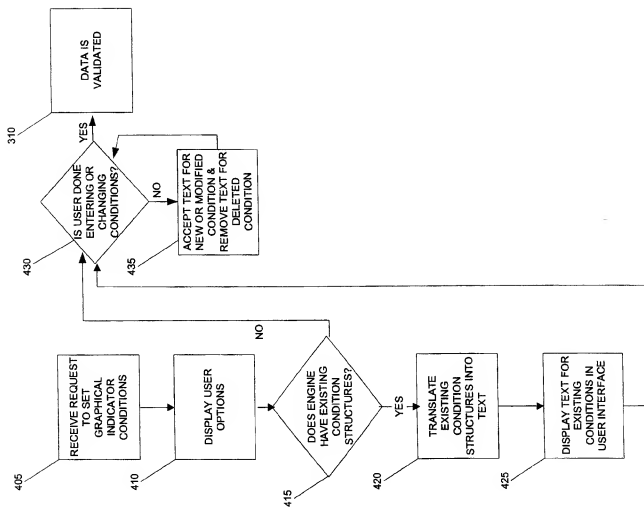 405
RECEIVE REQUEST
TO SET
GRAPHICAL
INDICATOR
CONDITIONS
410
DISPLAY USER
OPTIONS
415
DOES ENGINE
HAVE EXISTING
CONDITION
STRUCTURES?
NO
YES
420
TRANSLATE
EXISTING
CONDITION
STRUCTURES INTO
TEXT
425
DISPLAY TEXT FOR
EXISTING
CONDITIONS IN
USER INTERFACE
430
IS USER DONE
ENTERING OR
CHANGING
CONDITIONS?
YES
NO
310
DATA IS
VALIDATED
435
ACCEPT TEXT FOR
NEW OR MODIFIED
CONDITION &
REMOVE TEXT FOR
DELETED
CONDITION